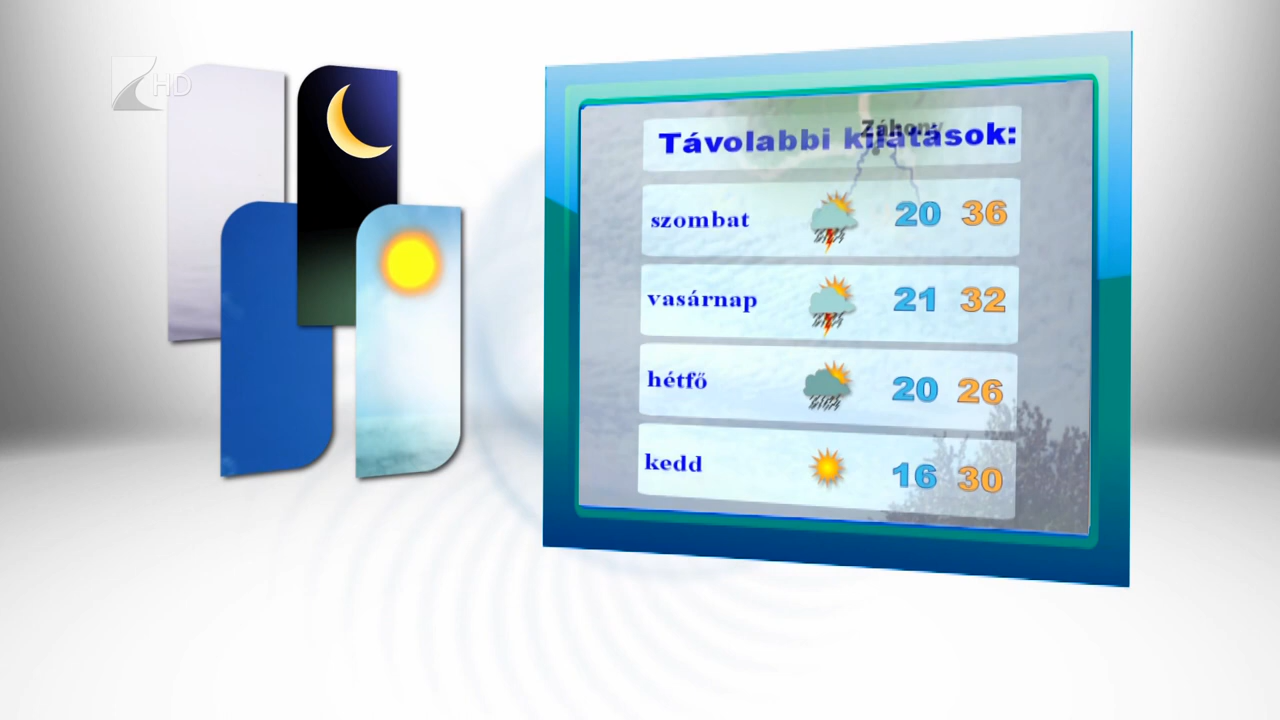 HD
Záhony
Távolabbi kilátások:
szombat 20 36
vasárnap 21 32
hétfő 20 26
kedd 16 30